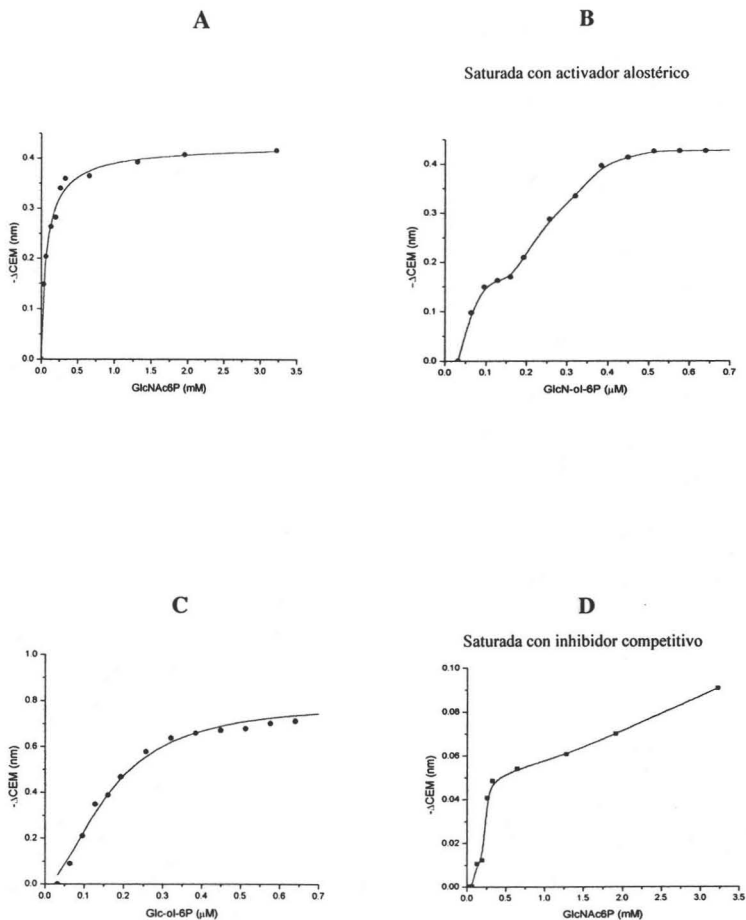 A
B
Saturada con activador alostérico
0.4
0.3
0.2
0.1
0.0
-ΔCEM (nm)
0.0 0.5 1.0 1.5 2.0 2.5 3.0 3.5
GlcNAc6P (mM)
0.4
0.3
0.2
0.1
0.0
-ΔCEM (nm)
0.0 0.1 0.2 0.3 0.4 0.5 0.6 0.7
GlcN-ol-6P (μM)
C
D
Saturada con inhibidor competitivo
1.0
0.8
0.6
0.4
0.2
0.0
-ΔCEM (nm)
0.0 0.1 0.2 0.3 0.4 0.5 0.6 0.7
Glc-ol-6P (μM)
0.10
0.08
0.06
0.04
0.02
0.00
-ΔCEM (nm)
0.0 0.5 1.0 1.5 2.0 2.5 3.0 3.5
GlcNAc6P (mM)